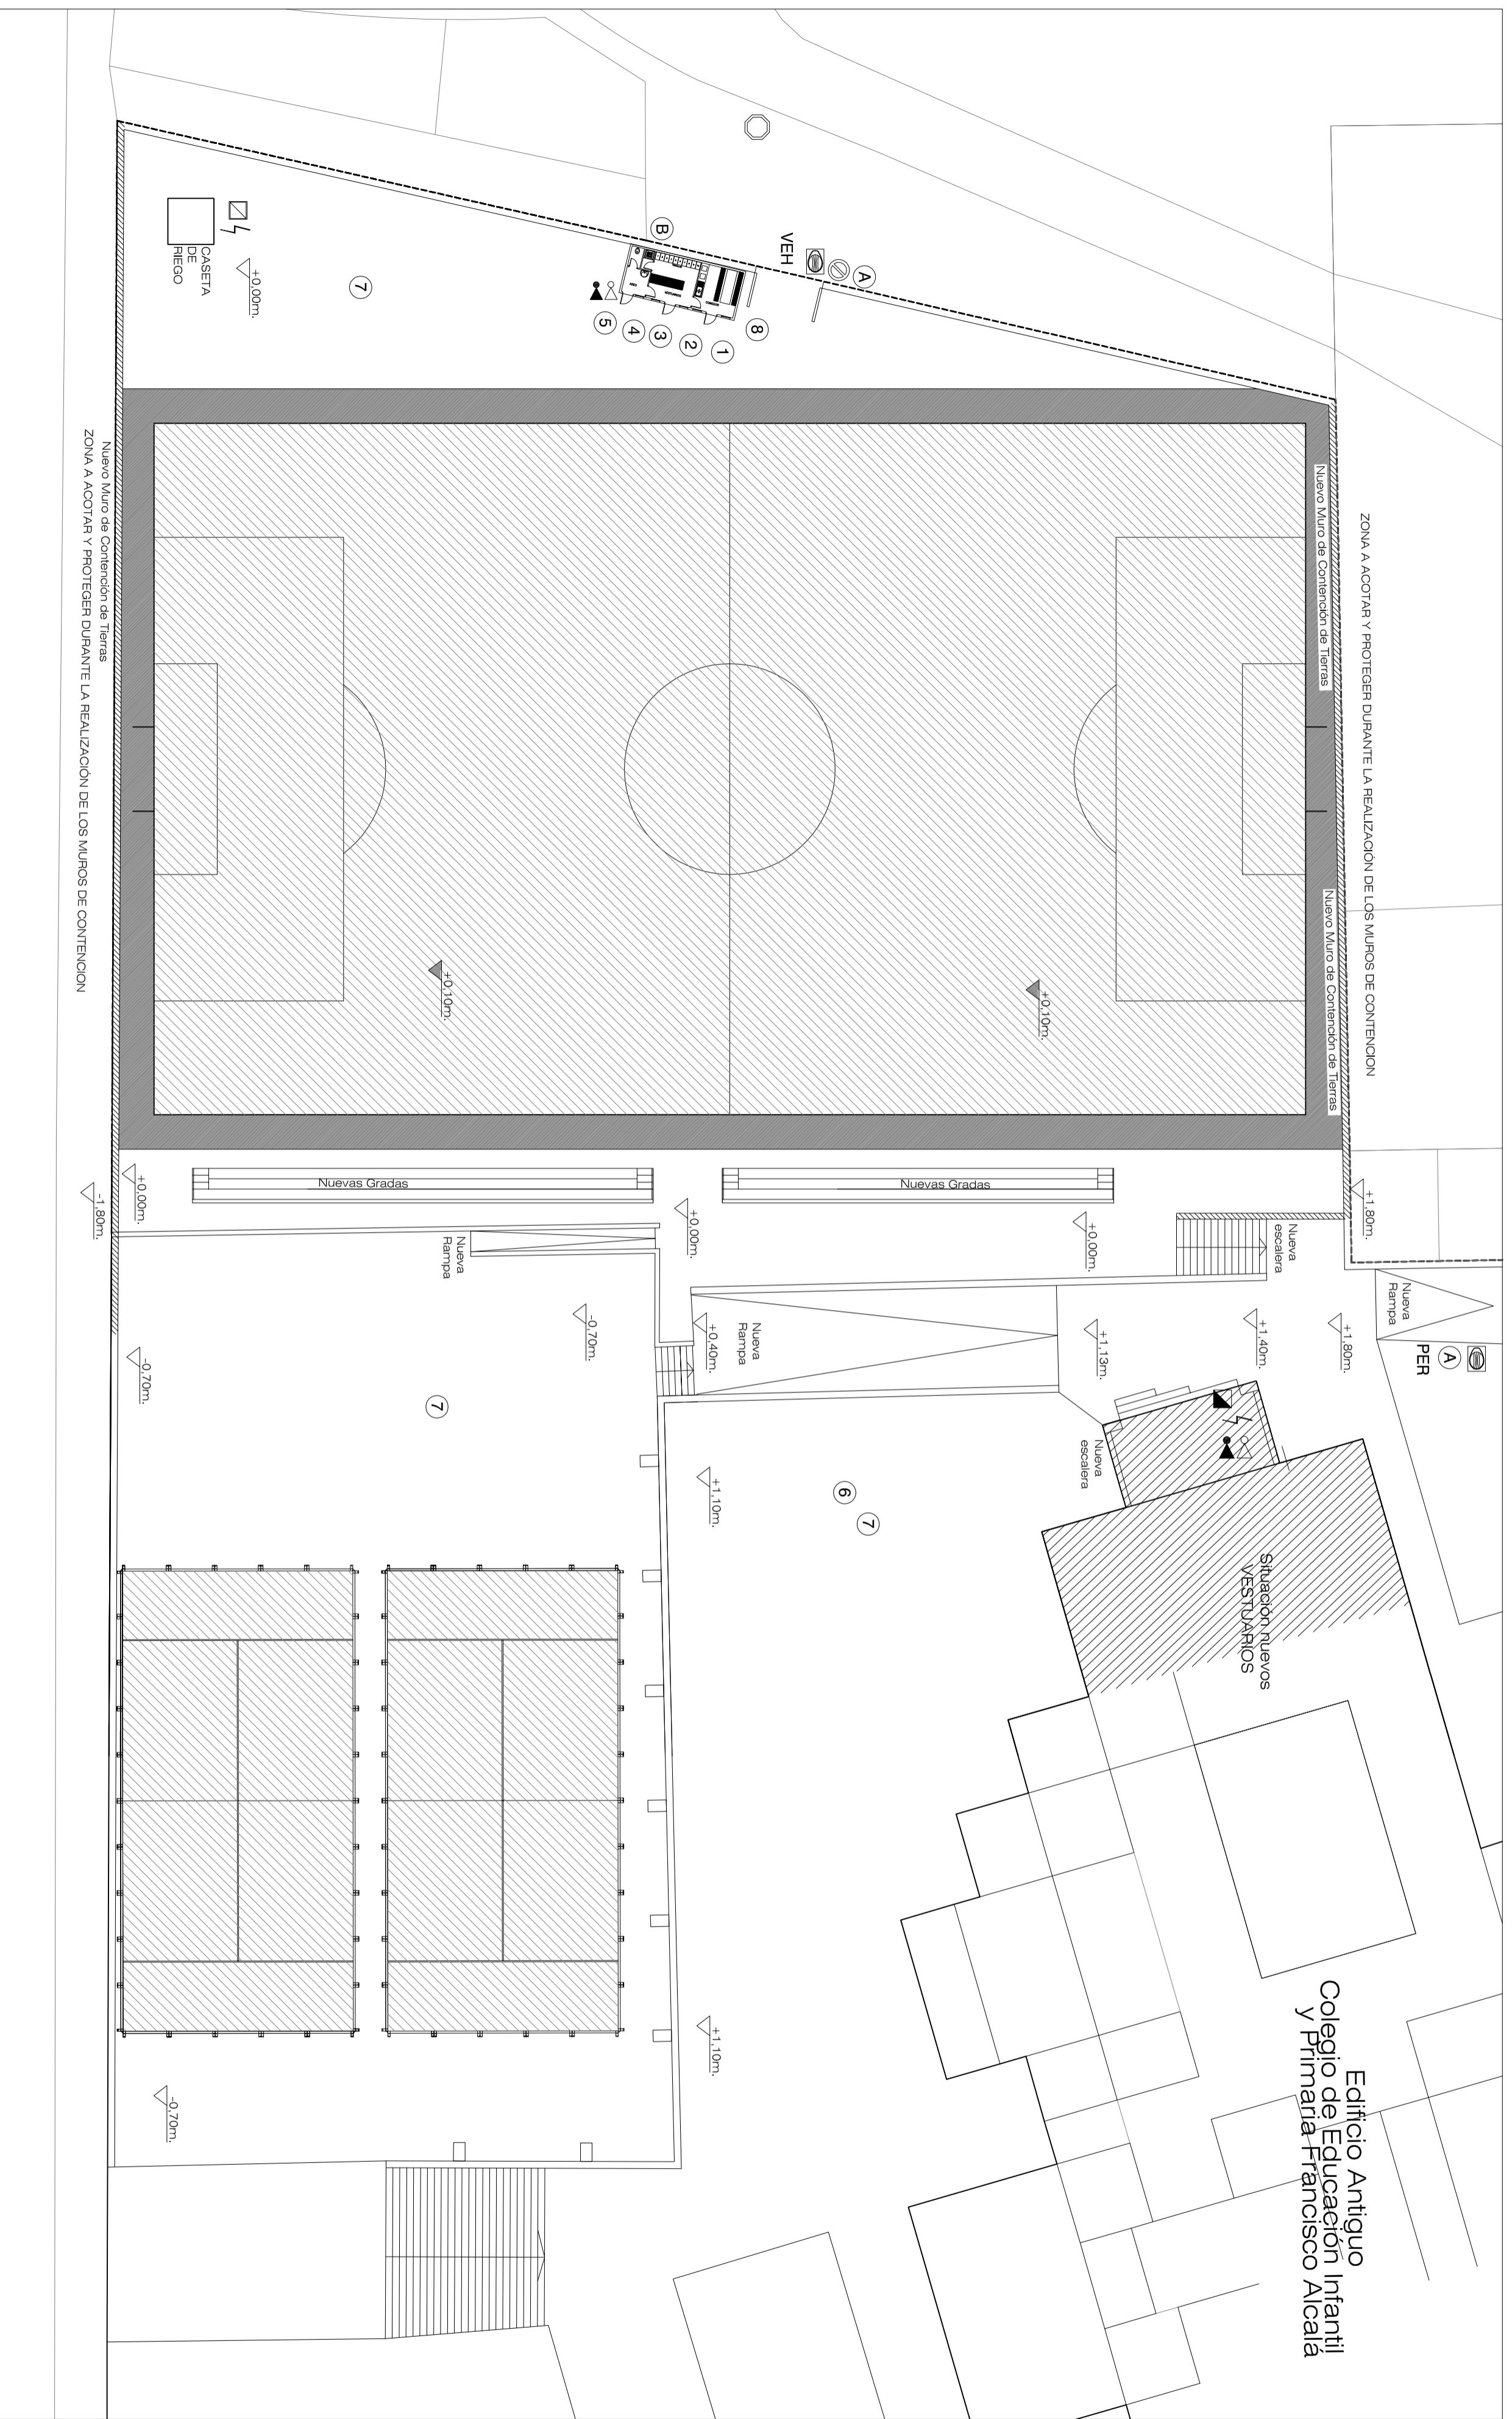 ZONA A ACOTAR Y PROTEGER DURANTE LA REALIZACIÓN DE LOS MUROS DE CONTENCION
Nuevo Muro de Contención de Tierras
Nuevo Muro de Contención de Tierras
+1,80m.
Nueva
Rampa
A
PER
+1,80m.
Nueva
escalera
+1,40m.
Edificio Antiguo
Colegio de Educación Infantil
y Primaria Francisco Alcalá
Situación nuevos
VESTUARIOS
Nueva
escalera
+1,13m.
+0,00m.
+0,10m.
Nuevas Gradas
A
VEH
8
1
2
3
4
5
B
6
7
Nueva
Rampa
+0,40m.
+1,10m.
+1,10m.
+0,00m.
-0,70m.
Nueva
Rampa
+0,10m.
7
7
+0,00m.
CASETA
DE
RIEGO
Nuevas Gradas
+0,00m.
-0,70m.
-0,70m.
-1,80m.
Nuevo Muro de Contención de Tierras
ZONA A ACOTAR Y PROTEGER DURANTE LA REALIZACIÓN DE LOS MUROS DE CONTENCION